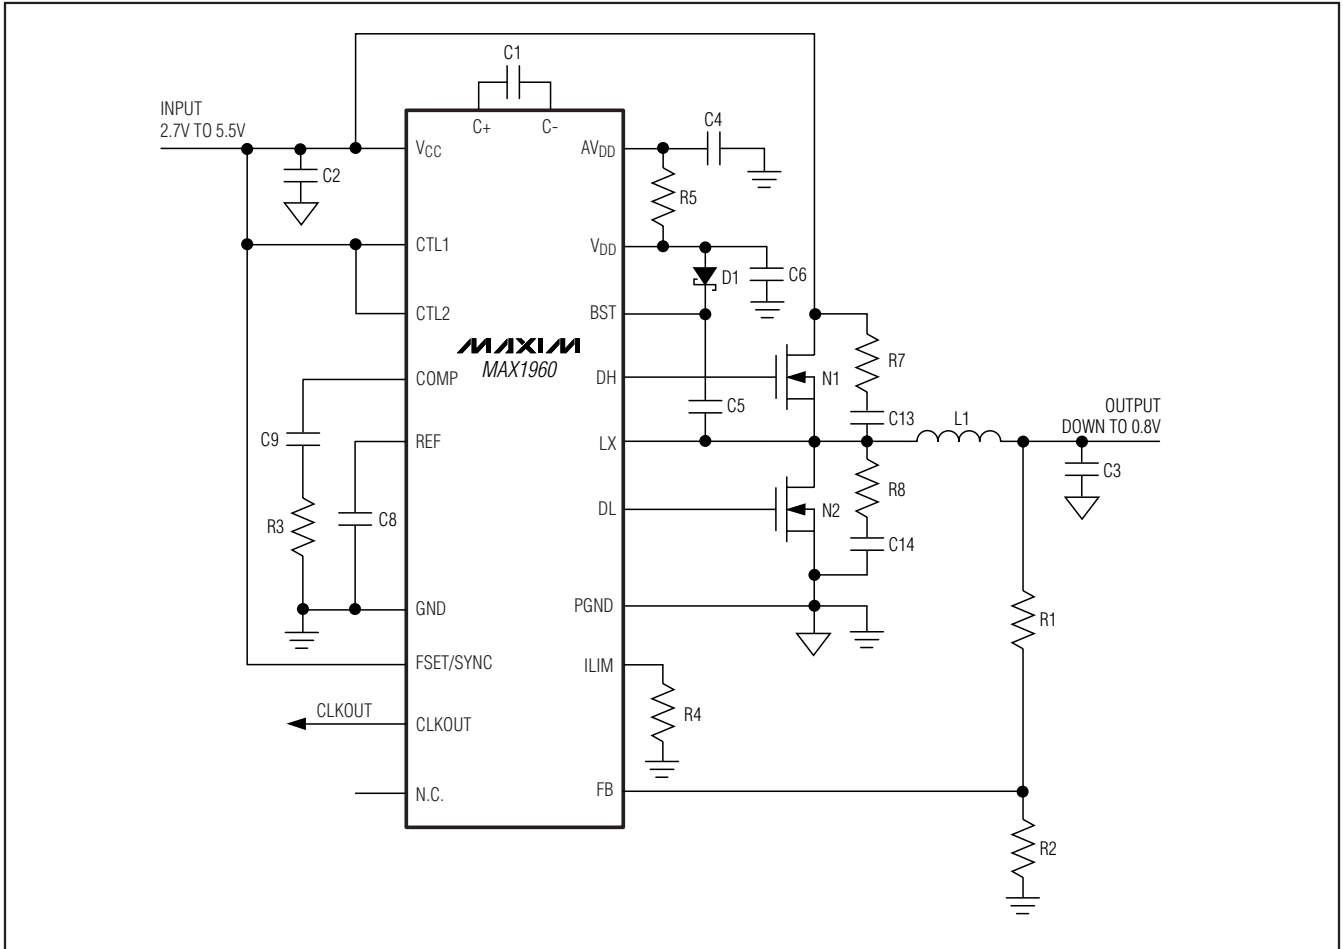 C1
INPUT
2.7V TO 5.5V
C+
C-
VCC
AVDD
C4
C2
R5
CTL1
VDD
D1
C6
CTL2
BST
MAXIM
MAX1960
R7
COMP
DH
N1
C5
C13
OUTPUT
DOWN TO 0.8V
L1
C9
REF
LX
C3
R8
R3
C8
DL
N2
C14
GND
PGND
R1
FSET/SYNC
ILIM
CLKOUT
CLKOUT
R4
N.C.
FB
R2